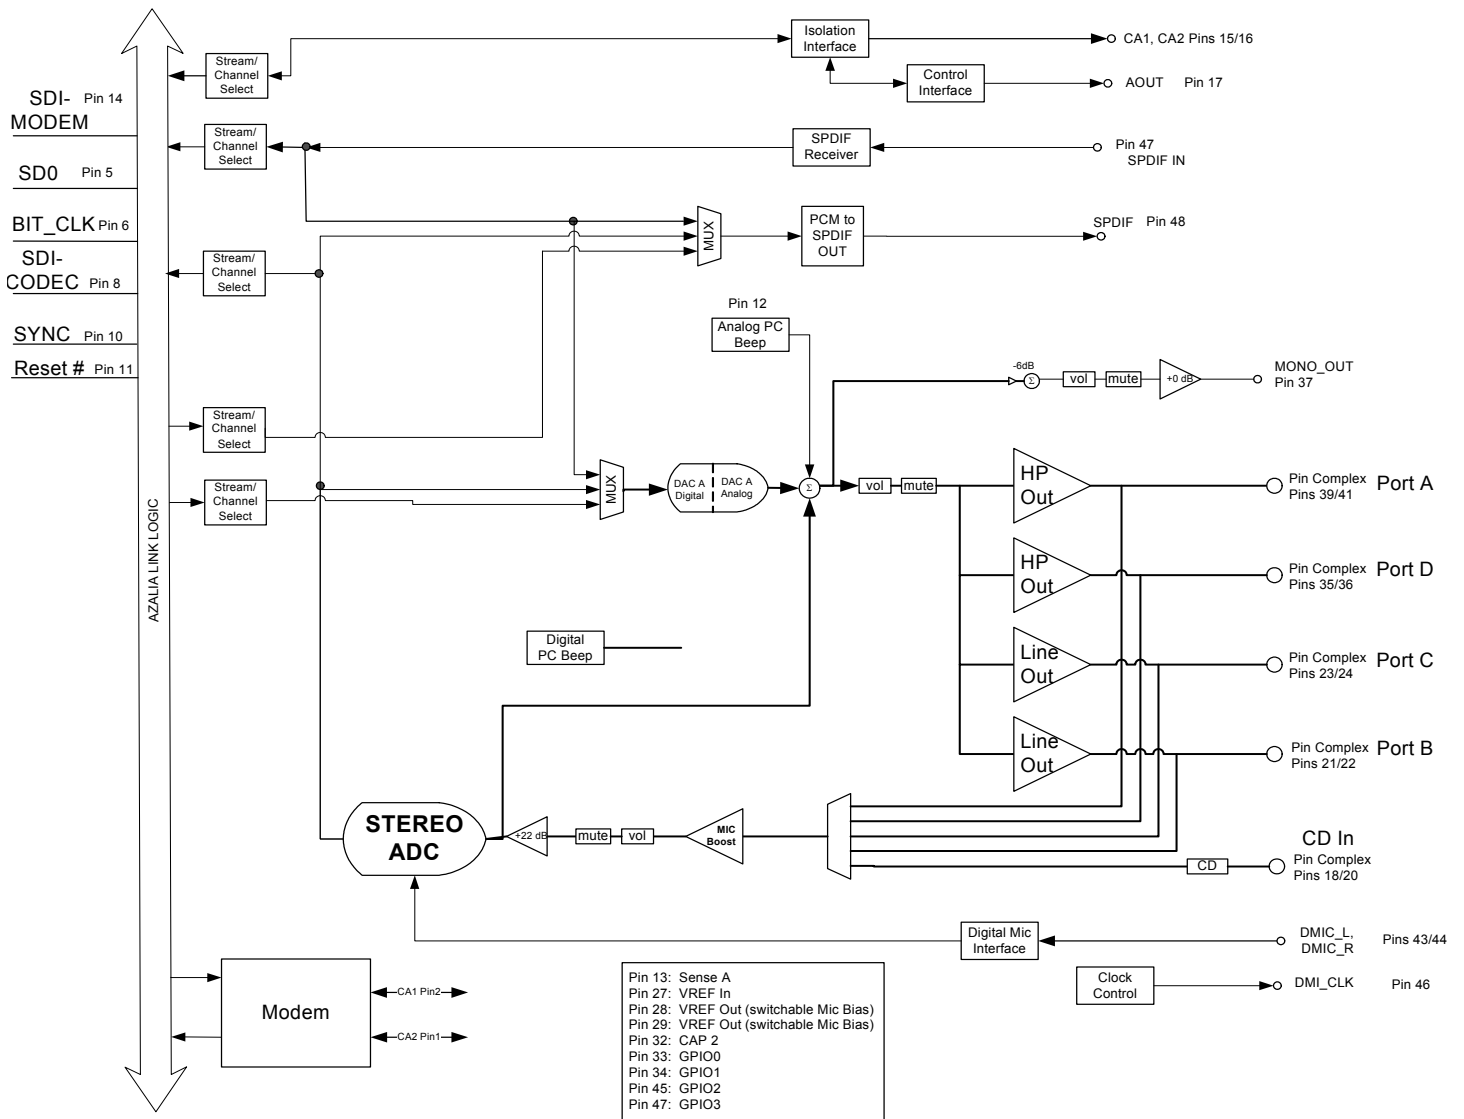 Isolation
Interface
CA1, CA2 Pins 15/16
Stream/
Channel
Select
Control
Interface
AOUT Pin 17
SDI-
MODEM
Pin 14
Stream/
Channel
Select
SPDIF
Receiver
Pin 47
SPDIF IN
SD0 Pin 5
BIT_CLK Pin 6
MUX
PCM to
SPDIF
OUT
SPDIF Pin 48
SDI-
CODEC Pin 8
Stream/
Channel
Select
SYNC Pin 10
Reset # Pin 11
Pin 12
Analog PC
Beep
-6dB
Σ
vol
mute
+0 dB
MONO_OUT
Pin 37
Stream/
Channel
Select
Stream/
Channel
Select
MUX
DAC A
Digital
DAC A
Analog
Σ
vol
mute
HP
Out
Pin Complex
Pins 39/41
Port A
HP
Out
Pin Complex
Pins 35/36
Port D
AZALIA LINK LOGIC
Digital
PC Beep
Line
Out
Pin Complex
Pins 23/24
Port C
Line
Out
Pin Complex
Pins 21/22
Port B
STEREO
ADC
+22 dB
mute
vol
MIC
Boost
CD In
CD
Pin Complex
Pins 18/20
Digital Mic
Interface
DMIC_L,
DMIC_R
Pins 43/44
Clock
Control
DMI_CLK Pin 46
Modem
CA1 Pin2
CA2 Pin1
Pin 13: Sense A
Pin 27: VREF In
Pin 28: VREF Out (switchable Mic Bias)
Pin 29: VREF Out (switchable Mic Bias)
Pin 32: CAP 2
Pin 33: GPIO0
Pin 34: GPIO1
Pin 45: GPIO2
Pin 47: GPIO3